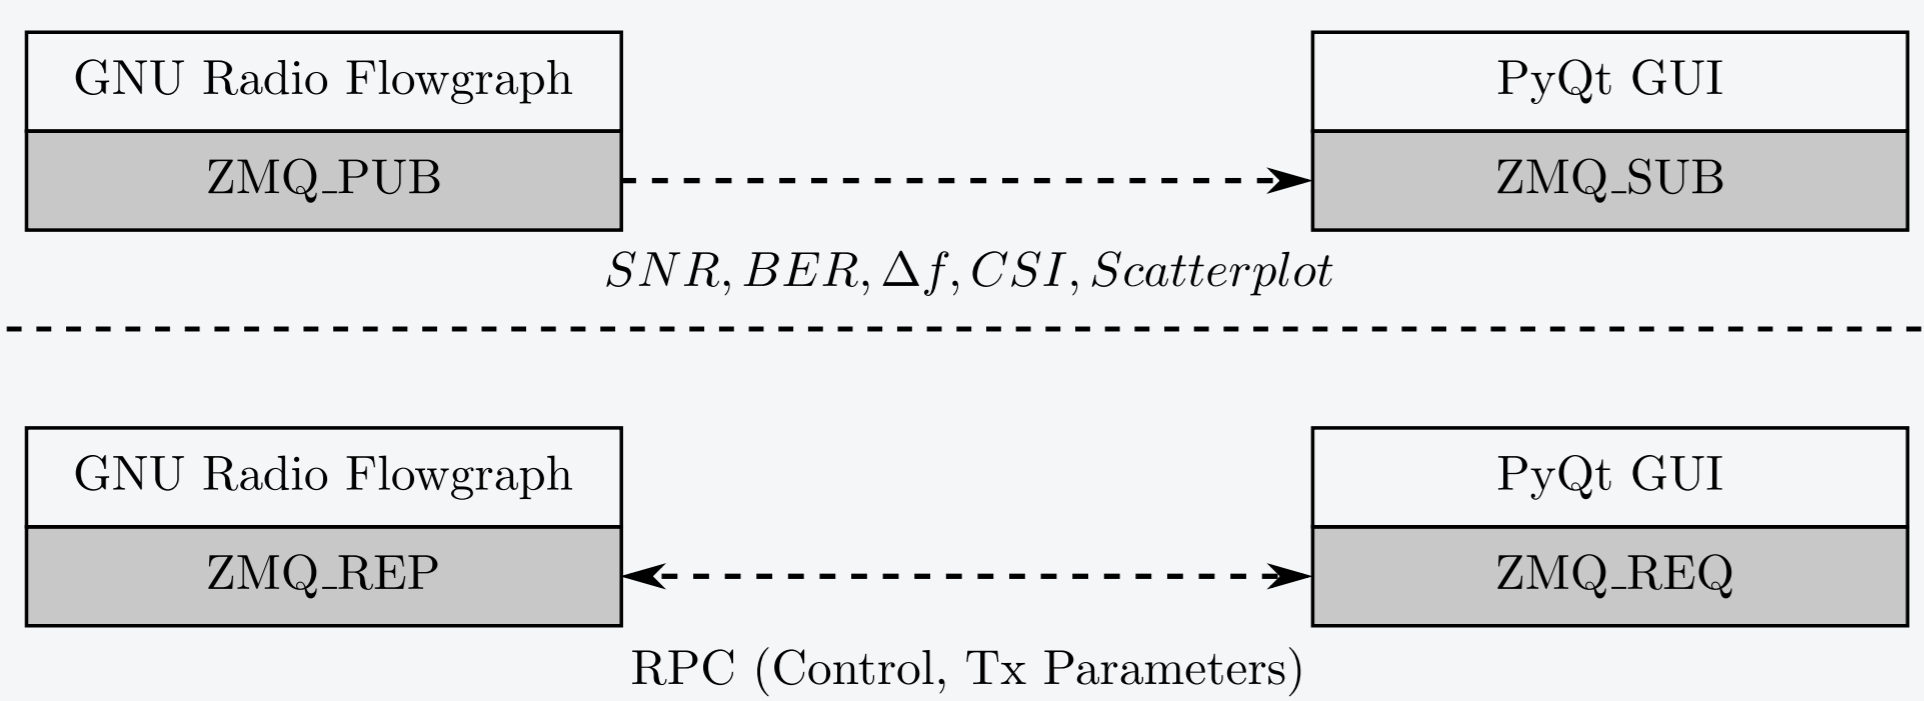 GNU Radio Flowgraph
PyQt GUI
ZMQ_PUB
ZMQ_SUB
SNR, BER, Δf, CSI, Scatterplot
GNU Radio Flowgraph
PyQt GUI
ZMQ_REP
ZMQ_REQ
RPC (Control, Tx Parameters)